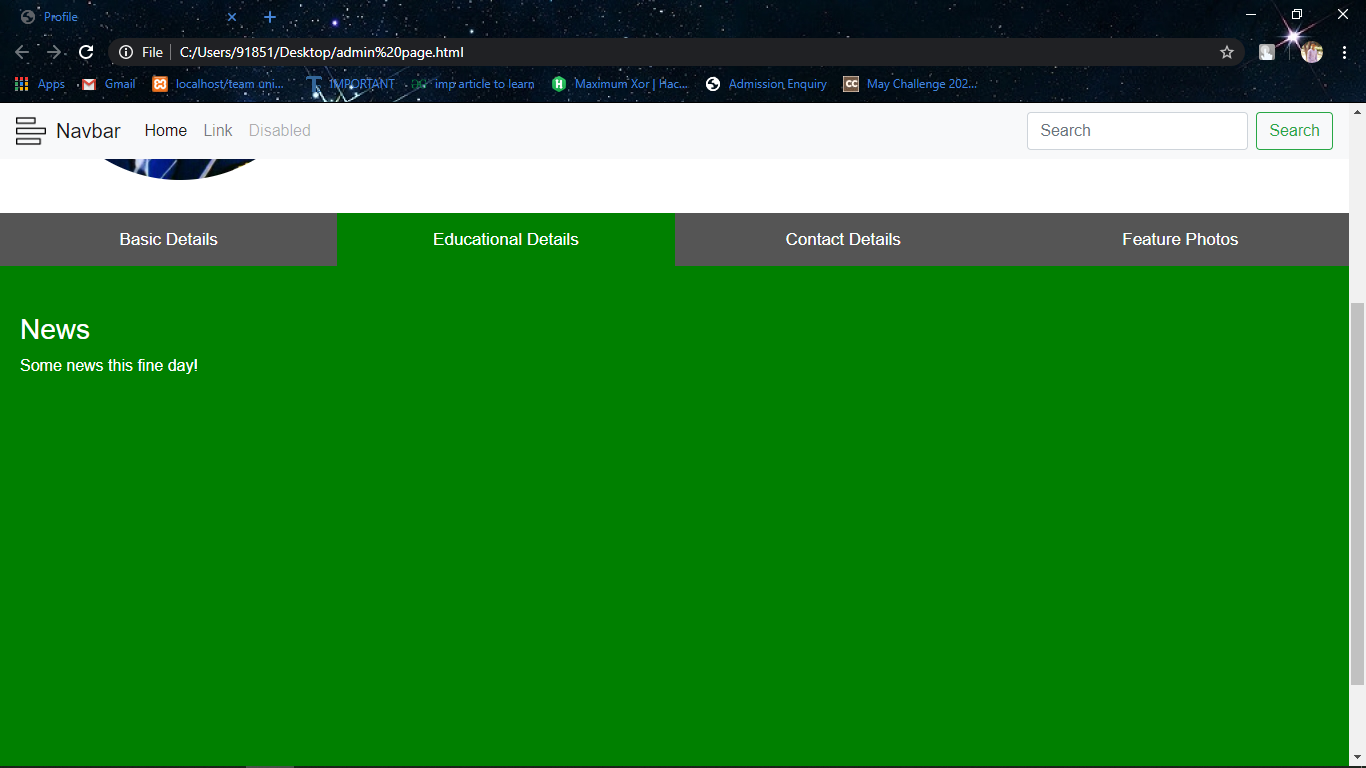 Profile
File C:/Users/91851/Desktop/admin%20page.html
Apps Gmail localhost/team uni... IMPORTANT imp article to learn Maximum Xor | Hac... Admission Enquiry CC May Challenge 202...
Navbar Home Link Disabled Search Search
Basic Details Educational Details Contact Details Feature Photos
News
Some news this fine day!